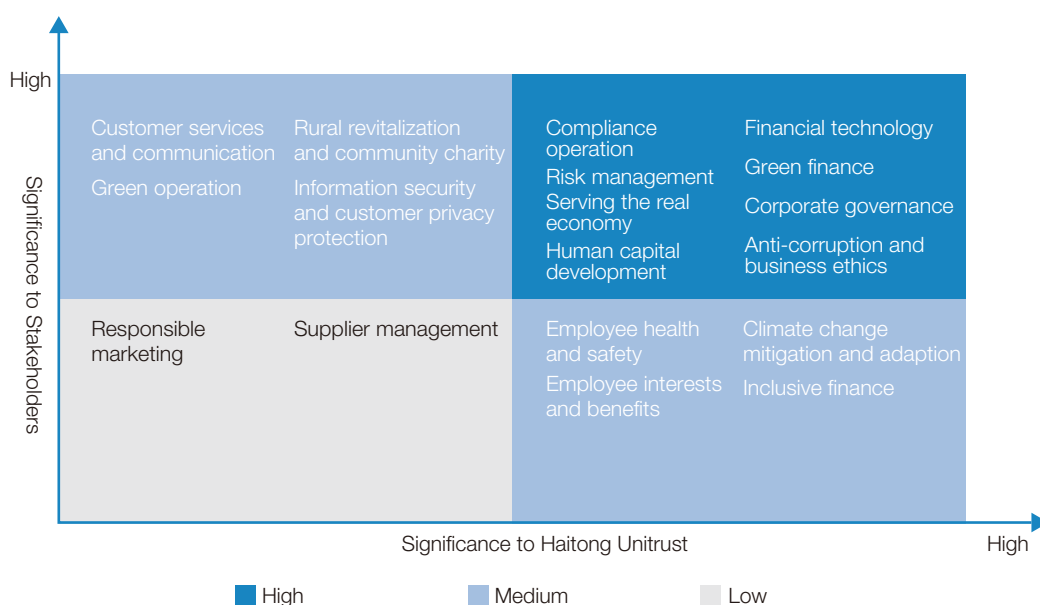 High
Significance to Stakeholders
Customer services
and communication
Green operation
Rural revitalization
and community charity
Information security
and customer privacy
protection
Compliance
operation
Risk management
Serving the real
economy
Human capital
development
Financial technology
Green finance
Corporate governance
Anti-corruption and
business ethics
Responsible
marketing
Supplier management
Employee health
and safety
Employee interests
and benefits
Climate change
mitigation and adaption
Inclusive finance
Significance to Haitong Unitrust
High
High
Medium
Low